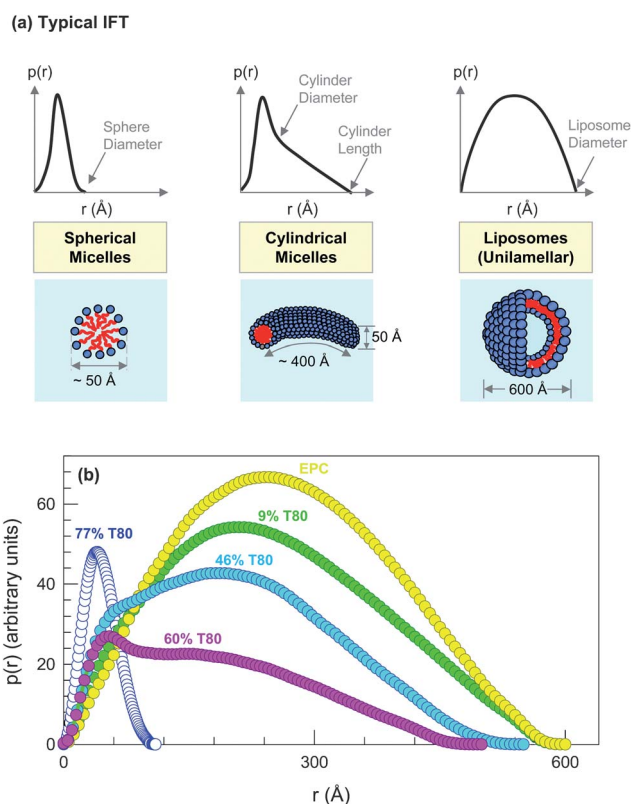 (a) Typical IFT
p(r)
Sphere
Diameter
r (Å)
p(r)
Cylinder
Diameter
Cylinder
Length
r (Å)
p(r)
Liposome
Diameter
r (Å)
Spherical
Micelles
Cylindrical
Micelles
Liposomes
(Unilamellar)
~ 50 Å
~ 400 Å
50 Å
600 Å
(b)
EPC
9% T80
77% T80
46% T80
60% T80
p(r) (arbitrary units)
60
40
20
0
0
300
600
r (Å)